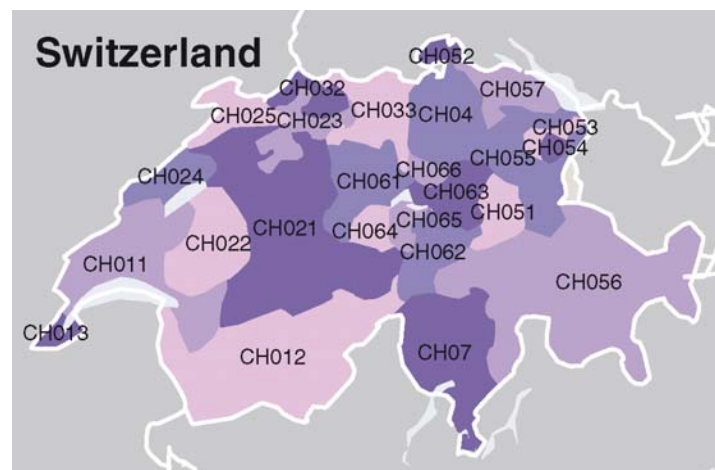 Switzerland
CH052
CH032
CH057
CH025
CH023
CH033
CH04
CH053
CH054
CH055
CH024
CH061
CH066
CH063
CH021
CH022
CH064
CH065
CH051
CH011
CH062
CH056
CH013
CH012
CH07